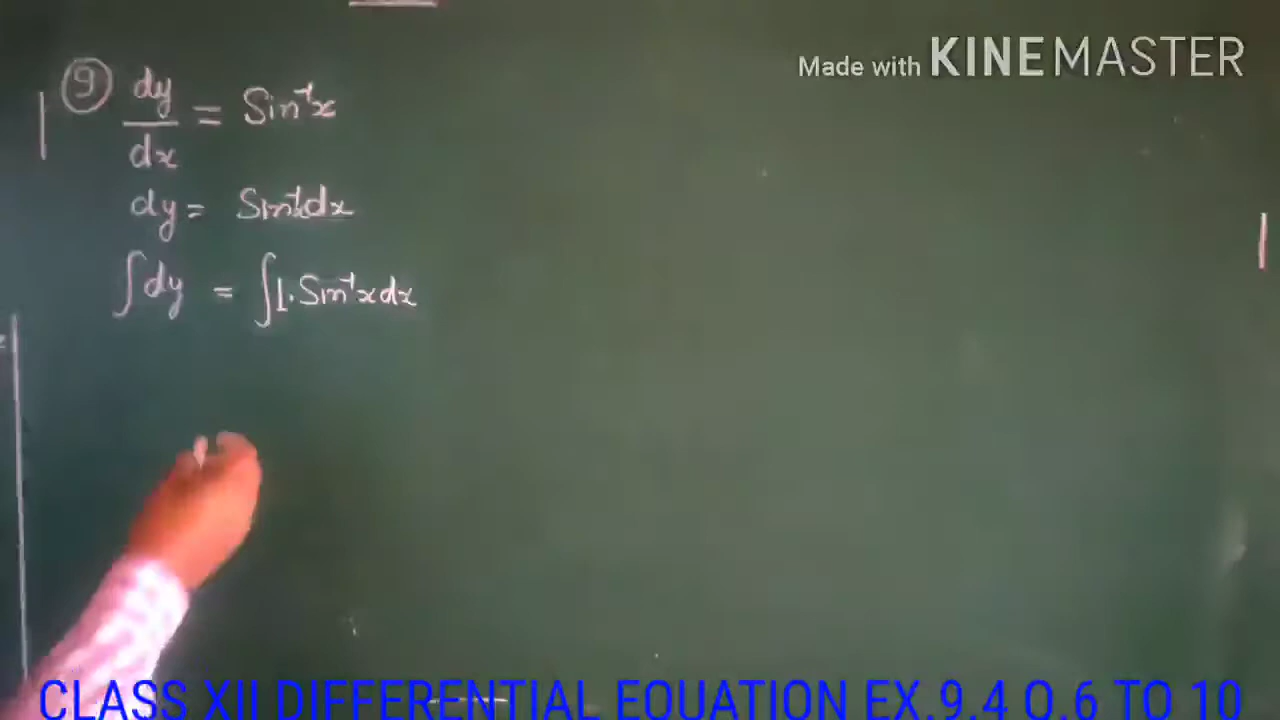 Made with KINEMASTER
9 dy/dx = Sin⁻¹x
dy = Sin⁻¹x dx
∫dy = ∫1·Sin⁻¹x dx
CLASS XII DIFFERENTIAL EQUATION EX.9.4 Q.6 TO 10